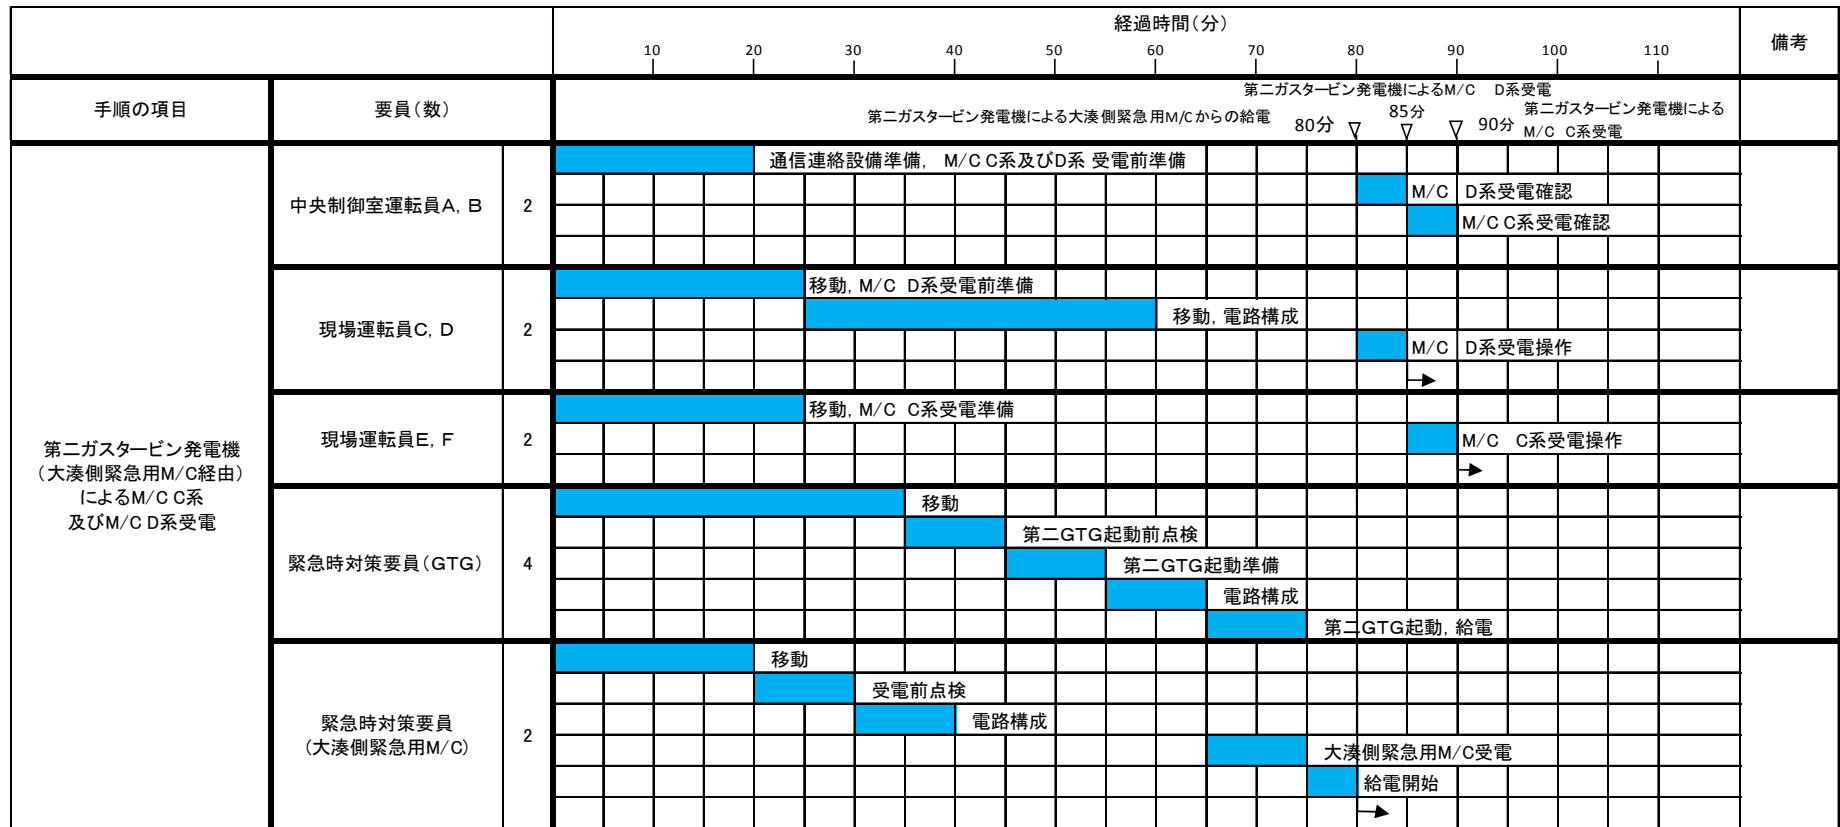 経過時間(分)
備考
10 20 30 40 50 60 70 80 90 100 110
手順の項目
要員(数)
第二ガスタービン発電機によるM/C D系受電
第二ガスタービン発電機による大湊側緊急用M/Cからの給電
80分
85分
90分
第二ガスタービン発電機による
M/C C系受電
第二ガスタービン発電機
(大湊側緊急用M/C経由)
によるM/C C系
及びM/C D系受電
中央制御室運転員A, B
2
通信連絡設備準備, M/C C系及びD系 受電前準備
M/C D系受電確認
M/C C系受電確認
現場運転員C, D
2
移動, M/C D系受電前準備
移動, 電路構成
M/C D系受電操作
現場運転員E, F
2
移動, M/C C系受電準備
M/C C系受電操作
緊急時対策要員(GTG)
4
移動
第二GTG起動前点検
第二GTG起動準備
電路構成
第二GTG起動, 給電
緊急時対策要員
(大湊側緊急用M/C)
2
移動
受電前点検
電路構成
大湊側緊急用M/C受電
給電開始